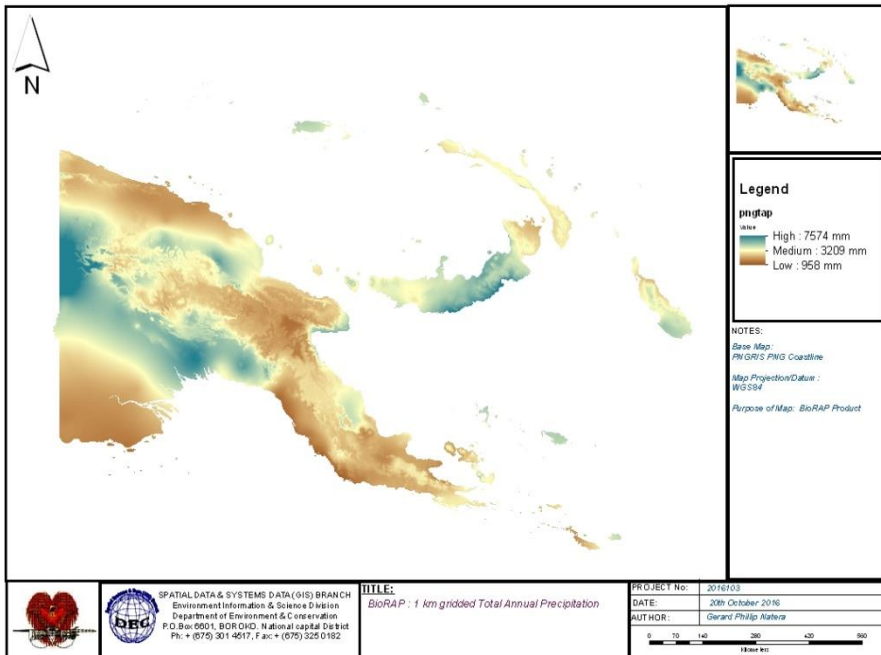 N
Legend
pngtap
Value
High : 7574 mm
Medium : 3209 mm
Low : 958 mm
NOTES:
Base Map:
PNGRIS PNG Coastline
Map Projection/Datum :
WGS84
Purpose of Map: BioRAP Product
DEC
SPATIAL DATA & SYSTEMS DATA (GIS) BRANCH
Environment Information & Science Division
Department of Environment & Conservation
P.O.Box 6601, BOROKO. National capital District
Ph: + (675) 301 4517, Fax: + (675) 325 0182
TITLE:
BioRAP : 1 km gridded Total Annual Precipitation
PROJECT No: 2016103
DATE: 20th October 2016
AUTHOR: Gerard Philip Natera
0 70 140 280 420 560
Kilometers